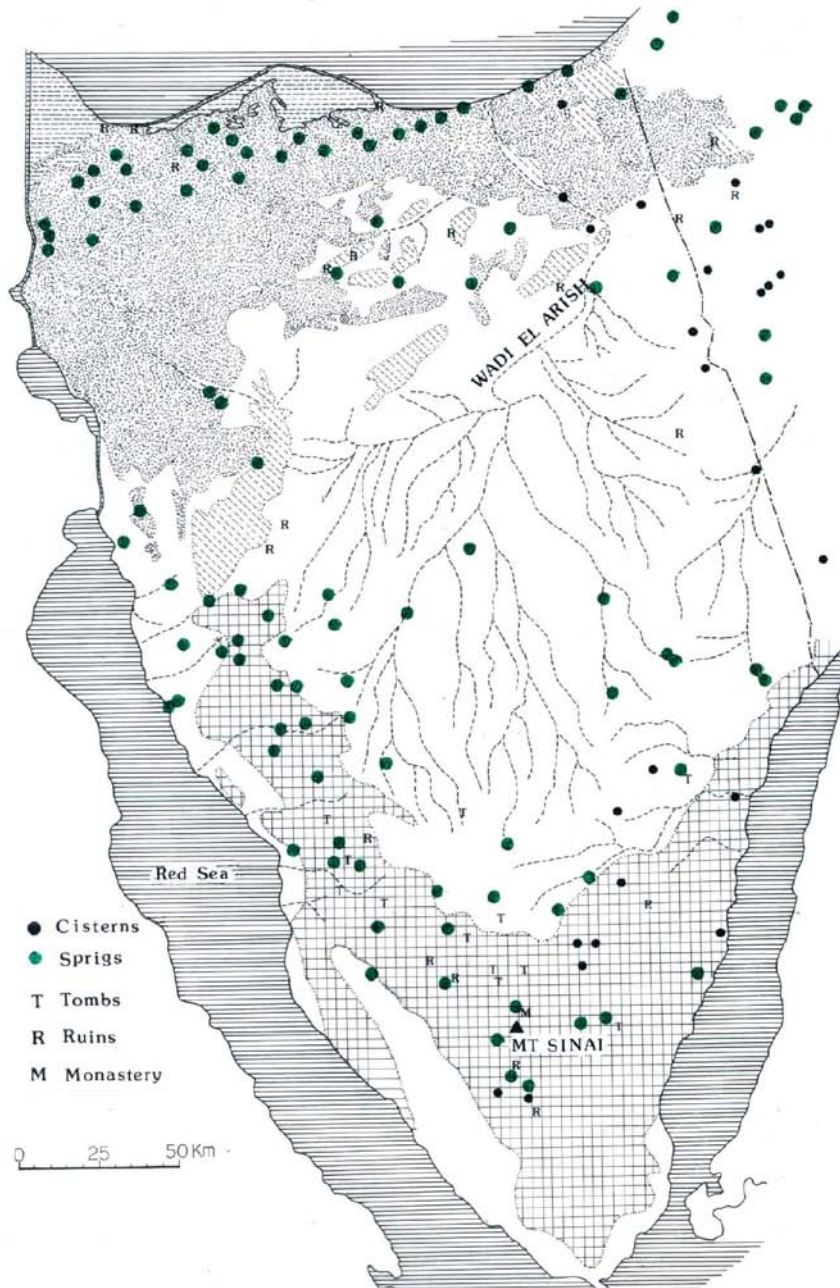 R R R
R
R
R
R
R
R
R
R
R
WADI EL ARISH
R
R
R
T
T
T
R
T
Red Sea
T
T
R
T
T
Cisterns
Sprigs
R
R
T
T
T
T Tombs
M
T
MT SINAI
R Ruins
R
M Monastery
R
0 25 50 Km